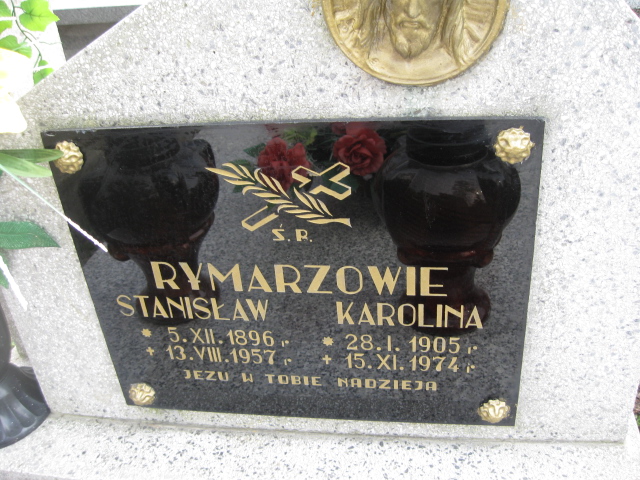 Ś.P.
RYMARZOWIE
STANISŁAW KAROLINA
* 5.XII.1896 r. * 28.I.1905 r.
+ 13.VIII.1957 r. + 15.XI.1974 r.
JEZU W TOBIE NADZIEJA